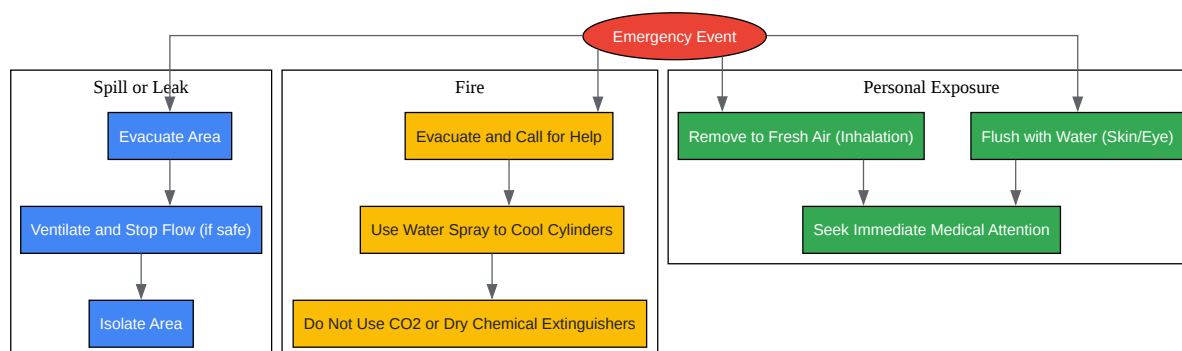 Emergency Event
Spill or Leak
Evacuate Area
Ventilate and Stop Flow (if safe)
Isolate Area
Fire
Evacuate and Call for Help
Use Water Spray to Cool Cylinders
Do Not Use CO2 or Dry Chemical Extinguishers
Personal Exposure
Remove to Fresh Air (Inhalation)
Flush with Water (Skin/Eye)
Seek Immediate Medical Attention